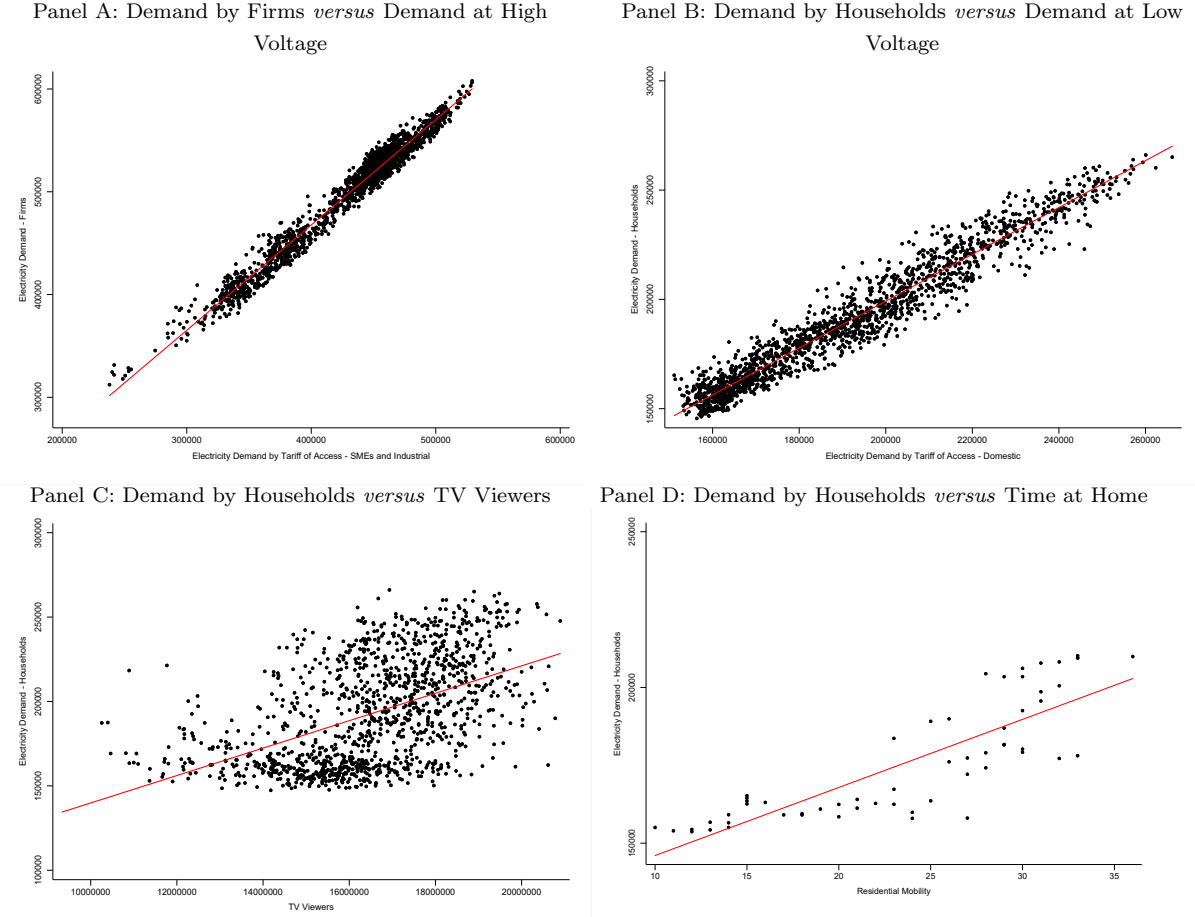 Panel A: Demand by Firms versus Demand at High
Voltage
600000
500000
400000
300000
Electricity Demand - Firms
200000
300000
400000
500000
600000
Electricity Demand by Tariff of Access - SMEs and Industrial
Panel B: Demand by Households versus Demand at Low
Voltage
300000
250000
200000
150000
Electricity Demand - Households
160000
180000
200000
220000
240000
260000
Electricity Demand by Tariff of Access - Domestic
Panel C: Demand by Households versus TV Viewers
300000
250000
200000
150000
100000
Electricity Demand - Households
10000000
12000000
14000000
16000000
18000000
20000000
TV Viewers
Panel D: Demand by Households versus Time at Home
250000
200000
150000
Electricity Demand - Households
10
15
20
25
30
35
Residential Mobility